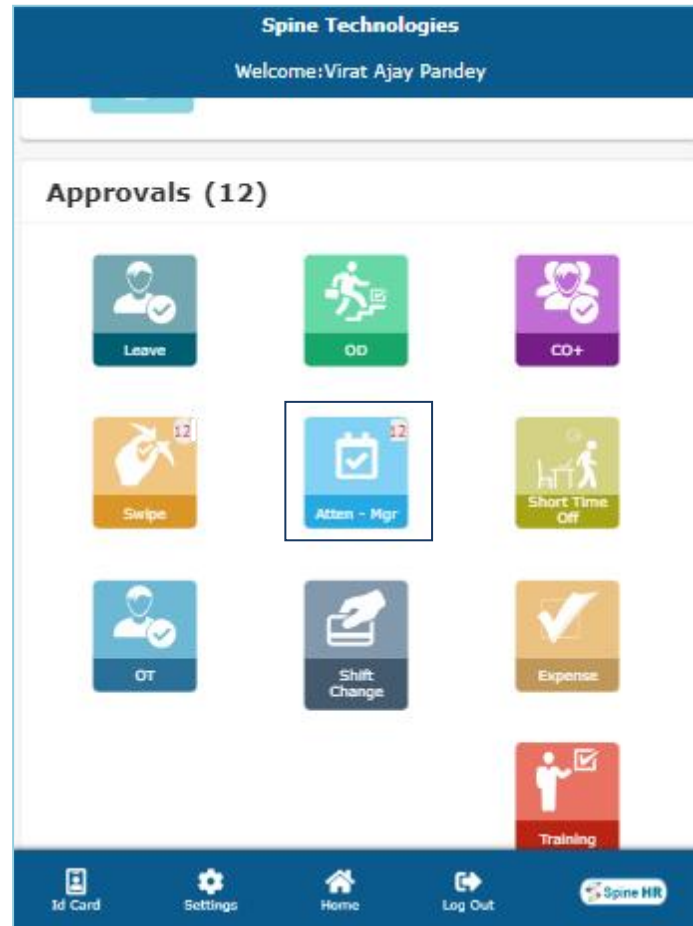 Spine Technologies
Welcome:Virat Ajay Pandey
Approvals (12)
Leave
OD
CO+
12
Swipe
12
Atten - Mgr
Short Time
Off
OT
Shift
Change
Expense
Training
Id Card
Settings
Home
Log Out
Spine HR